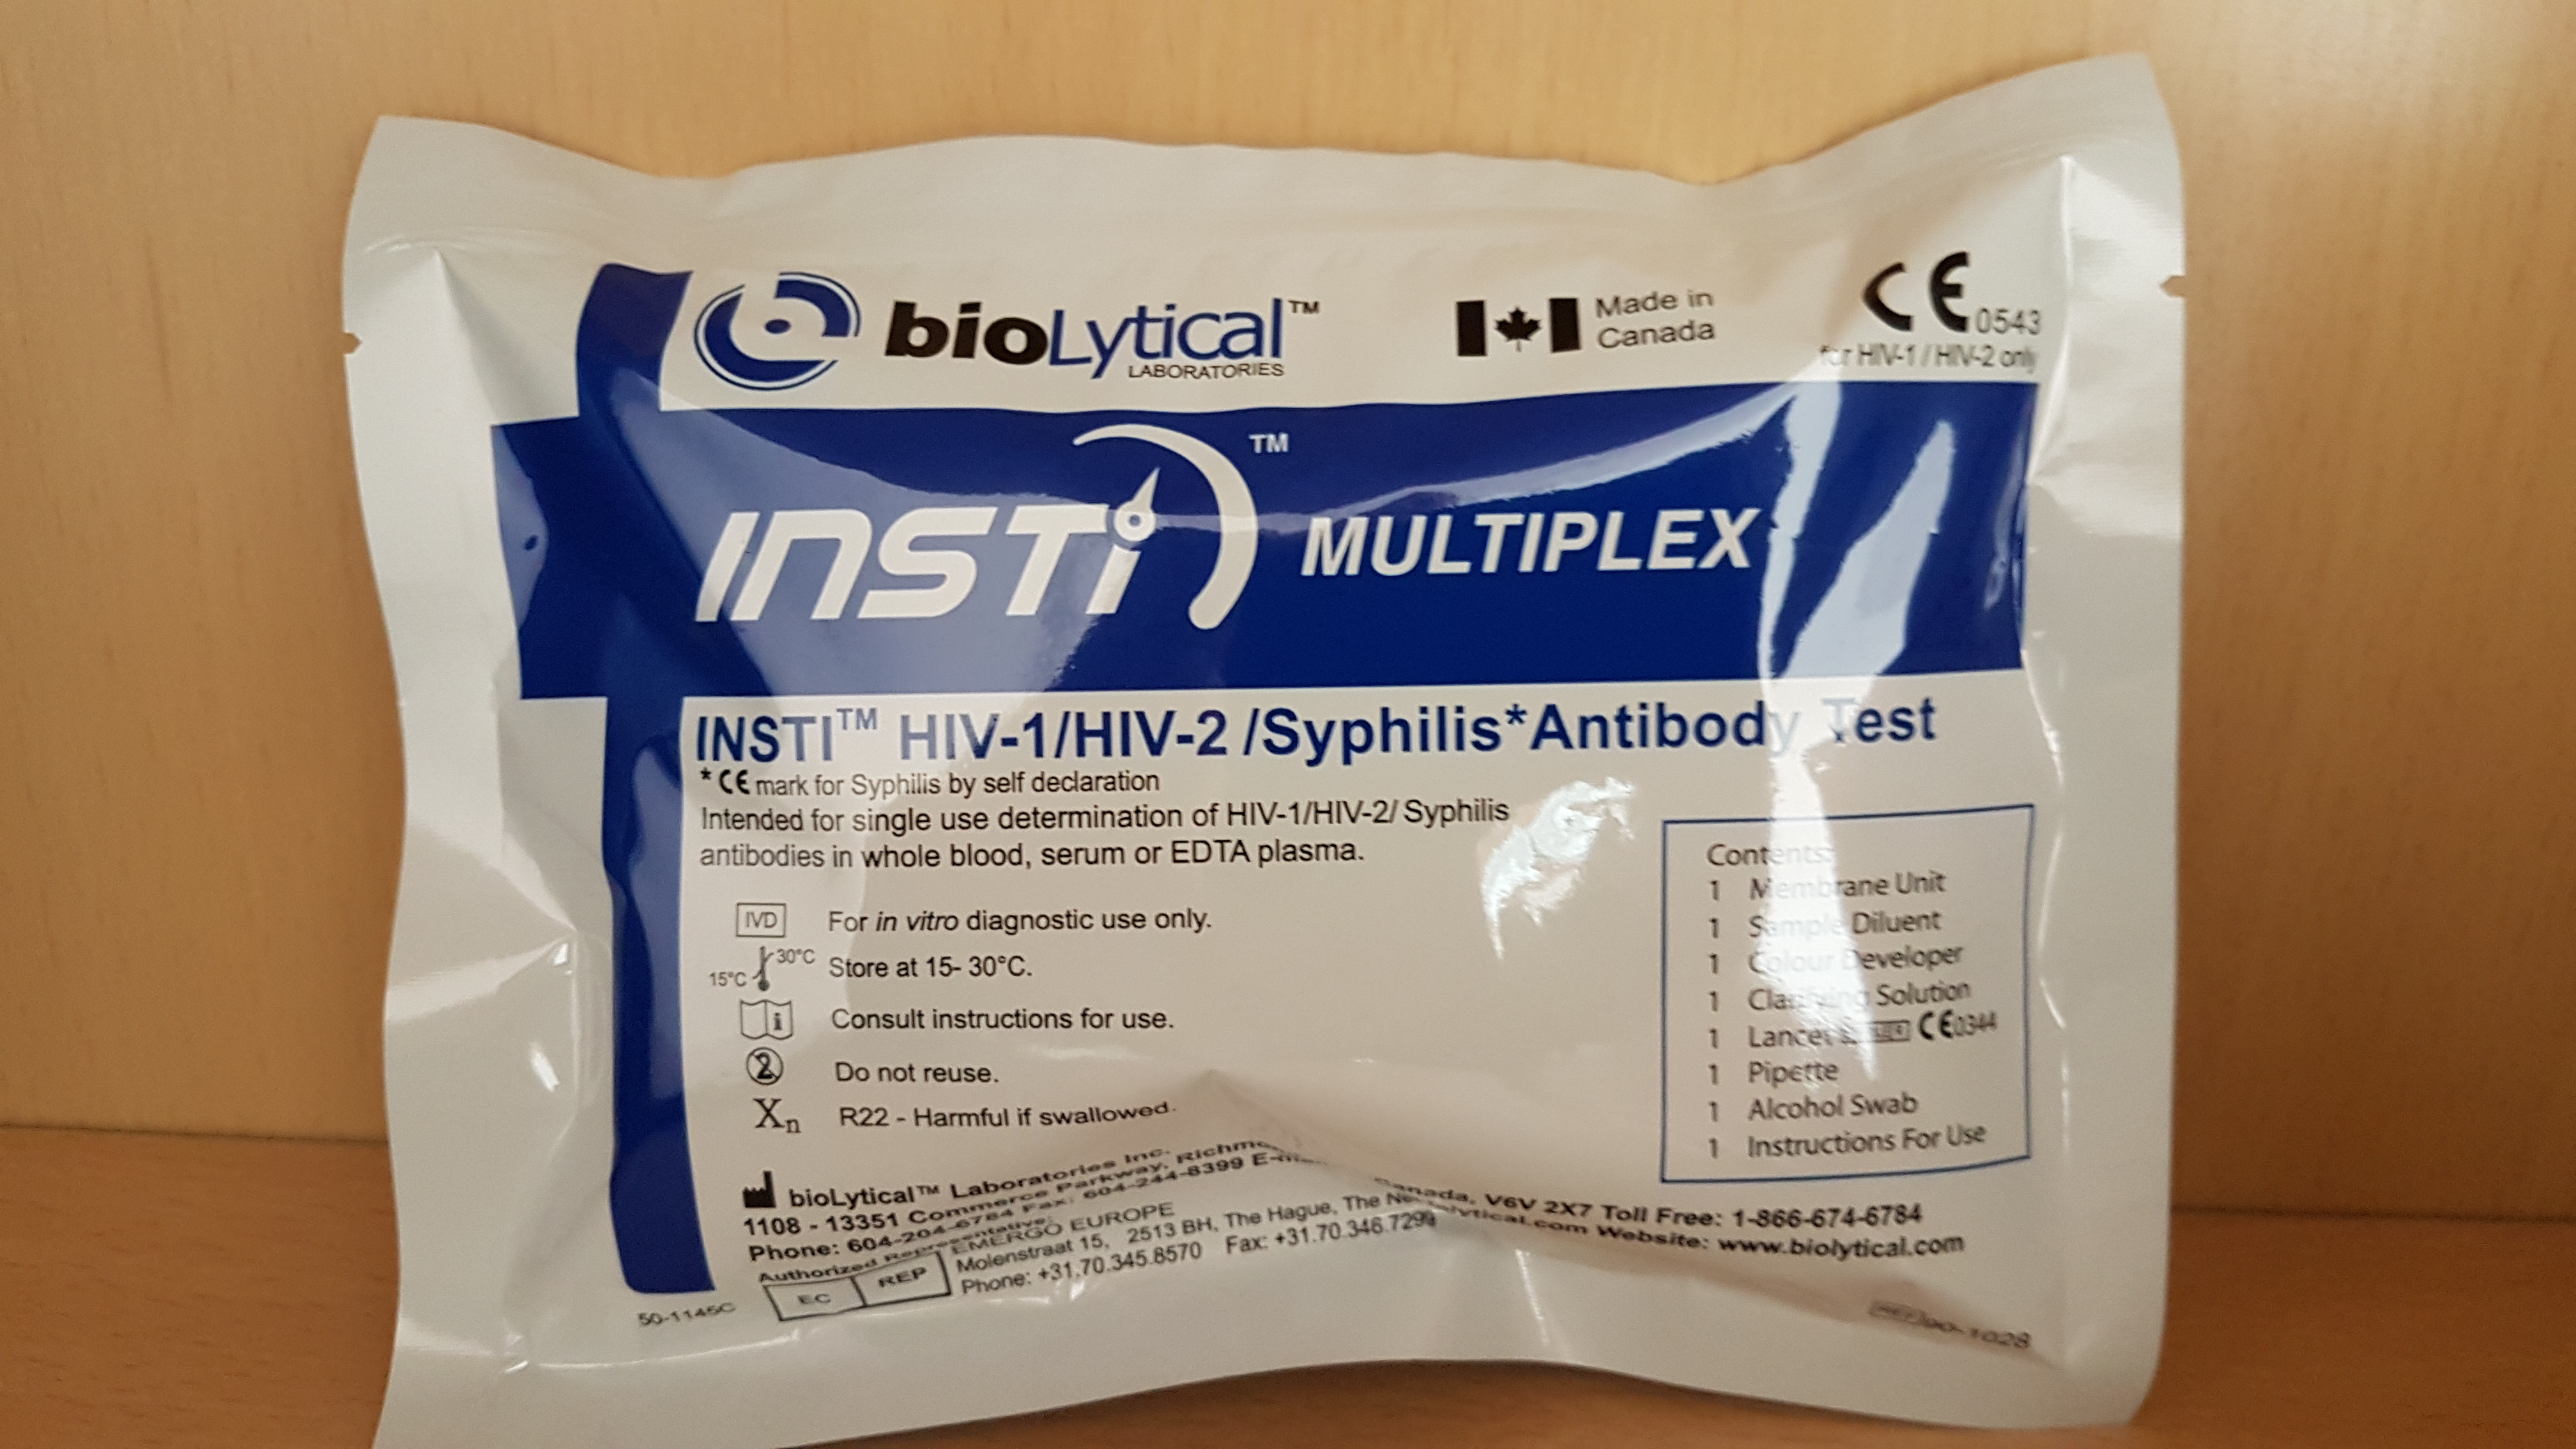 bioLytical™
LABORATORIES
Made in
Canada
CE 0543
for HIV-1 / HIV-2 only
INSTi™ MULTIPLEX
INSTI™ HIV-1/HIV-2 /Syphilis*Antibody Test
* CE mark for Syphilis by self declaration
Intended for single use determination of HIV-1/HIV-2/ Syphilis
antibodies in whole blood, serum or EDTA plasma.
IVD For in vitro diagnostic use only.
15°C 30°C Store at 15- 30°C.
i Consult instructions for use.
2 Do not reuse.
Xn R22 - Harmful if swallowed.
Contents:
1 Membrane Unit
1 Sample Diluent
1 Colour Developer
1 Clarifying Solution
1 Lancet CE0344
1 Pipette
1 Alcohol Swab
1 Instructions For Use
bioLytical™ Laboratories Inc.
1108 - 13351 Commerce Parkway, Canada, V6V 2X7 Toll Free: 1-866-674-6784
Phone: 604-204-6784 Fax: 604-244-8399 Website: www.biolytical.com
Authorized Representative:
EC REP
EMERGO EUROPE
Molenstraat 15, 2513 BH, The Hague, The
Phone: +31.70.345.8570 Fax: +31.70.346.7299
50-1145C
90-1028